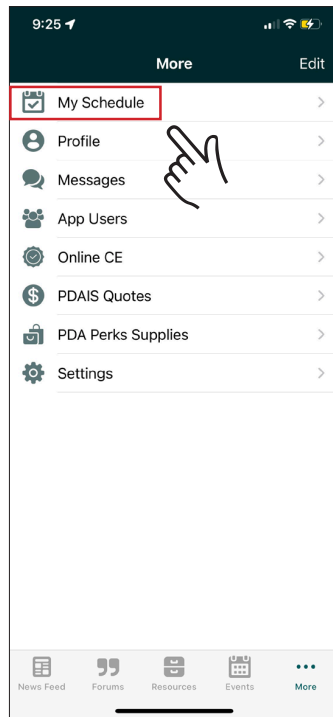 9:25
More
Edit
My Schedule
Profile
Messages
App Users
Online CE
PDAIS Quotes
PDA Perks Supplies
Settings
News Feed
Forums
Resources
Events
More